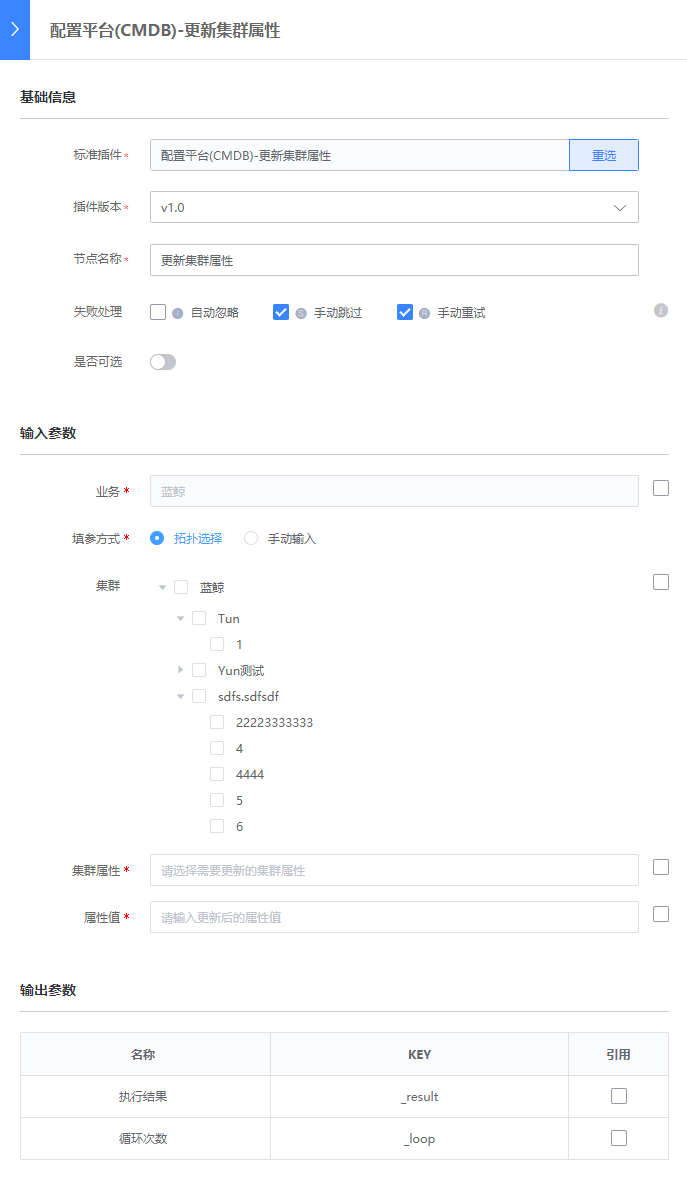 配置平台(CMDB)-更新集群属性
基础信息
标准插件* 配置平台(CMDB)-更新集群属性 重选
插件版本* v1.0
节点名称* 更新集群属性
失败处理 自动忽略 S 手动跳过 R 手动重试
是否可选
输入参数
业务* 蓝鲸
填参方式* 拓扑选择 手动输入
集群 蓝鲸
Tun
1
Yun测试
sdfs.sdfsdf
22223333333
4
4444
5
6
集群属性* 请选择需要更新的集群属性
属性值* 请输入更新后的属性值
输出参数
名称 KEY 引用
执行结果 _result
循环次数 _loop